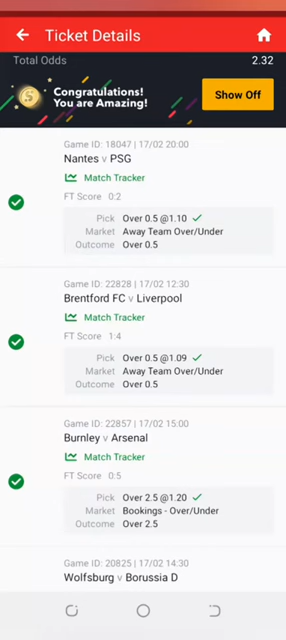 Ticket Details
Total Odds 2.32
Congratulations!
You are Amazing!
Show Off
Game ID: 18047 | 17/02 20:00
Nantes v PSG
Match Tracker
FT Score 0:2
Pick Over 0.5 @1.10
Market Away Team Over/Under
Outcome Over 0.5
Game ID: 22828 | 17/02 12:30
Brentford FC v Liverpool
Match Tracker
FT Score 1:4
Pick Over 0.5 @1.09
Market Away Team Over/Under
Outcome Over 0.5
Game ID: 22857 | 17/02 15:00
Burnley v Arsenal
Match Tracker
FT Score 0:5
Pick Over 2.5 @1.20
Market Bookings - Over/Under
Outcome Over 2.5
Game ID: 20825 | 17/02 14:30
Wolfsburg v Borussia D